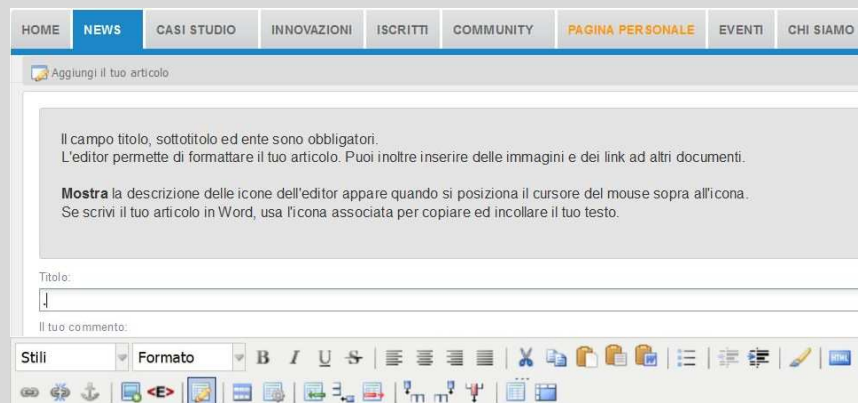 HOME NEWS CASI STUDIO INNOVAZIONI ISCRITTI COMMUNITY PAGINA PERSONALE EVENTI CHI SIAMO
Aggiungi il tuo articolo
Il campo titolo, sottotitolo ed ente sono obbligatori.
L'editor permette di formattare il tuo articolo. Puoi inoltre inserire delle immagini e dei link ad altri documenti.
Mostra la descrizione delle icone dell'editor appare quando si posiziona il cursore del mouse sopra all'icona.
Se scrivi il tuo articolo in Word, usa l'icona associata per copiare ed incollare il tuo testo.
Titolo:
.
Il tuo commento:
Stili Formato B I U S HTML
<E>